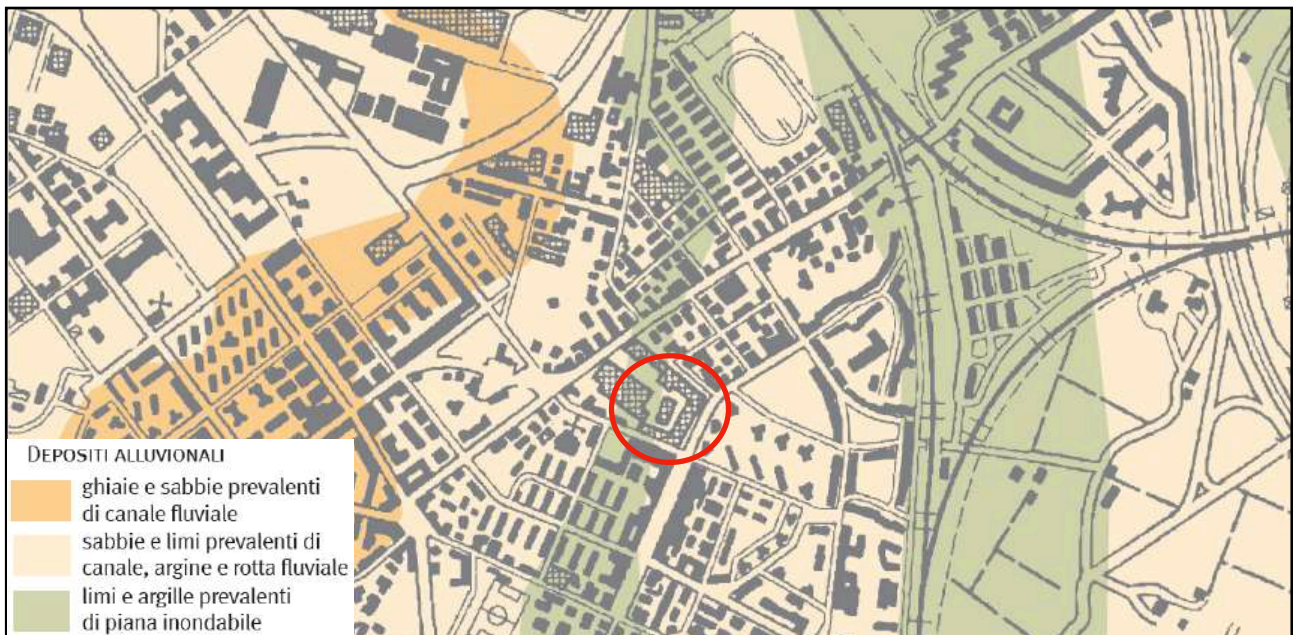 DEPOSITI ALLUVIONALI
ghiaie e sabbie prevalenti
di canale fluviale
sabbie e limi prevalenti di
canale, argine e rotta fluviale
limi e argille prevalenti
di piana inondabile